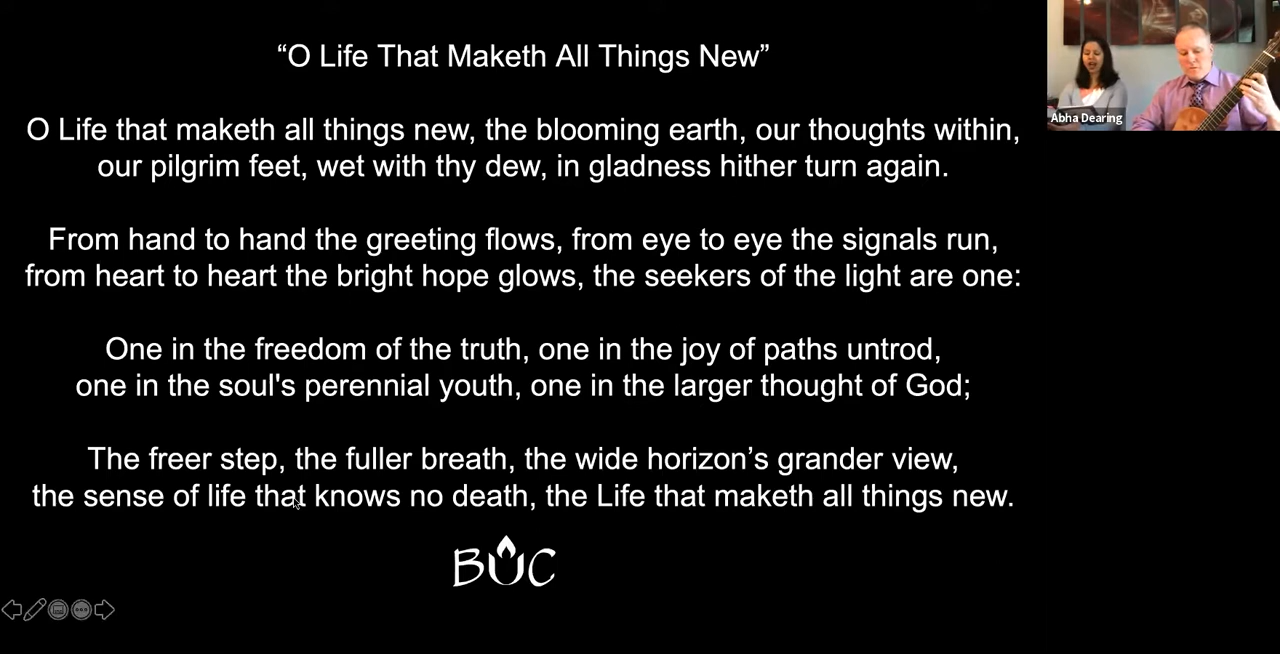 “O Life That Maketh All Things New”
O Life that maketh all things new, the blooming earth, our thoughts within,
our pilgrim feet, wet with thy dew, in gladness hither turn again.
From hand to hand the greeting flows, from eye to eye the signals run,
from heart to heart the bright hope glows, the seekers of the light are one:
One in the freedom of the truth, one in the joy of paths untrod,
one in the soul's perennial youth, one in the larger thought of God;
The freer step, the fuller breath, the wide horizon’s grander view,
the sense of life that knows no death, the Life that maketh all things new.
BUC
Abha Dearing